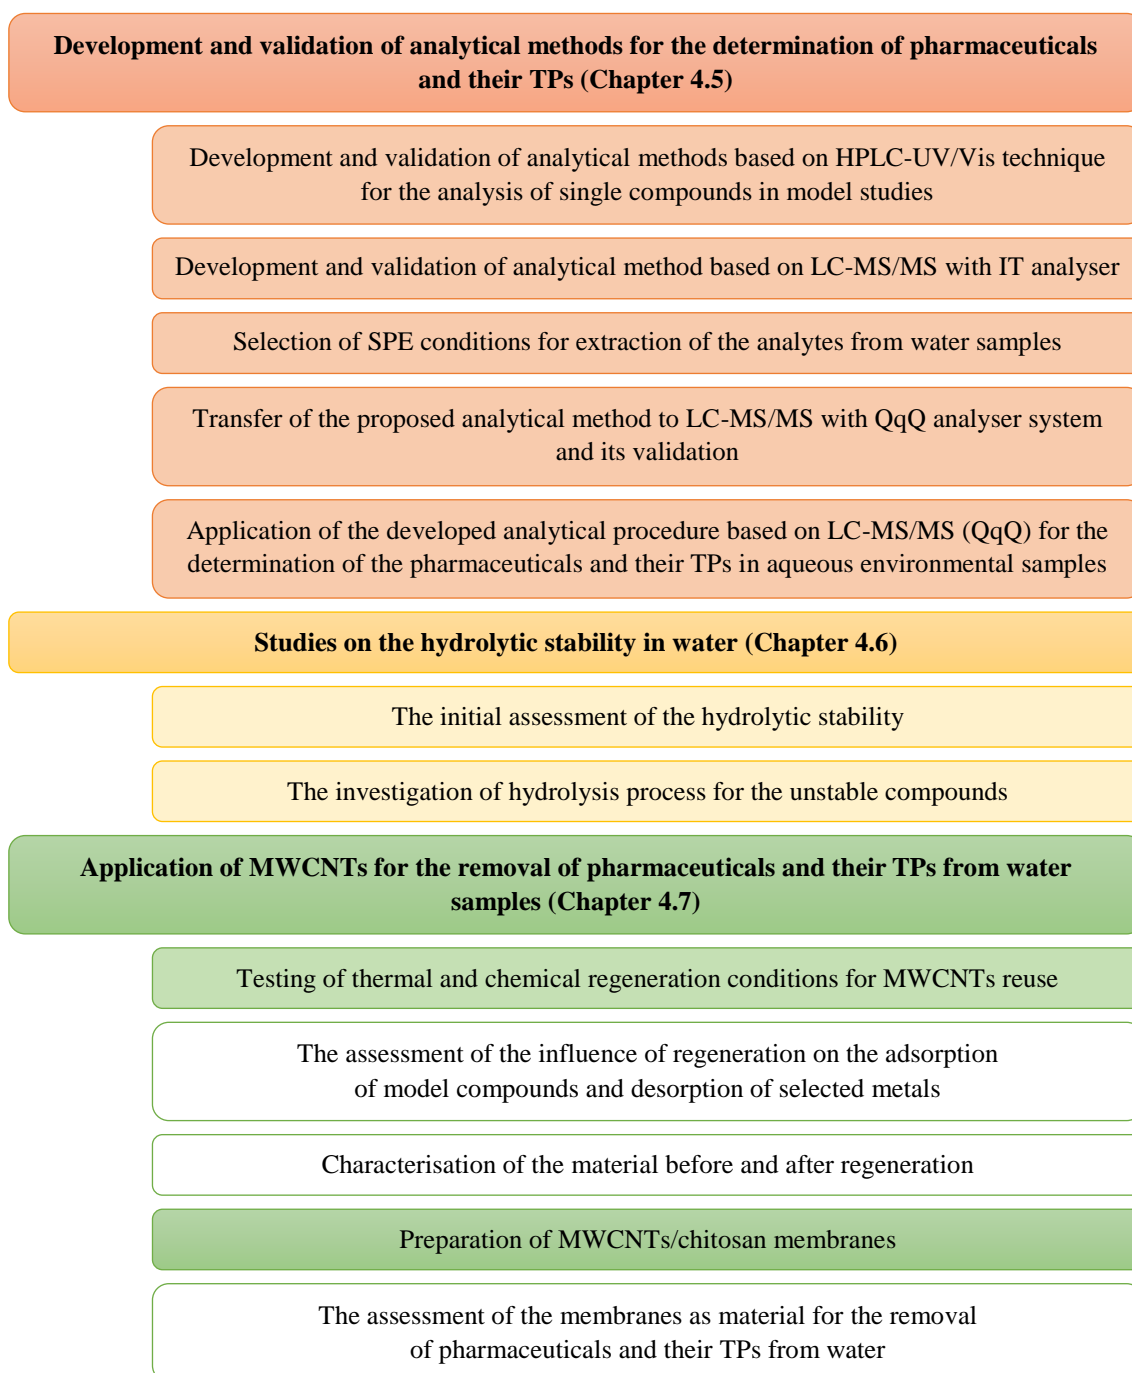 Development and validation of analytical methods for the determination of pharmaceuticals
and their TPs (Chapter 4.5)
Development and validation of analytical methods based on HPLC-UV/Vis technique
for the analysis of single compounds in model studies
Development and validation of analytical method based on LC-MS/MS with IT analyser
Selection of SPE conditions for extraction of the analytes from water samples
Transfer of the proposed analytical method to LC-MS/MS with QqQ analyser system
and its validation
Application of the developed analytical procedure based on LC-MS/MS (QqQ) for the
determination of the pharmaceuticals and their TPs in aqueous environmental samples
Studies on the hydrolytic stability in water (Chapter 4.6)
The initial assessment of the hydrolytic stability
The investigation of hydrolysis process for the unstable compounds
Application of MWCNTs for the removal of pharmaceuticals and their TPs from water
samples (Chapter 4.7)
Testing of thermal and chemical regeneration conditions for MWCNTs reuse
The assessment of the influence of regeneration on the adsorption
of model compounds and desorption of selected metals
Characterisation of the material before and after regeneration
Preparation of MWCNTs/chitosan membranes
The assessment of the membranes as material for the removal
of pharmaceuticals and their TPs from water